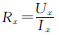 Rₓ = Uₓ / Iₓ